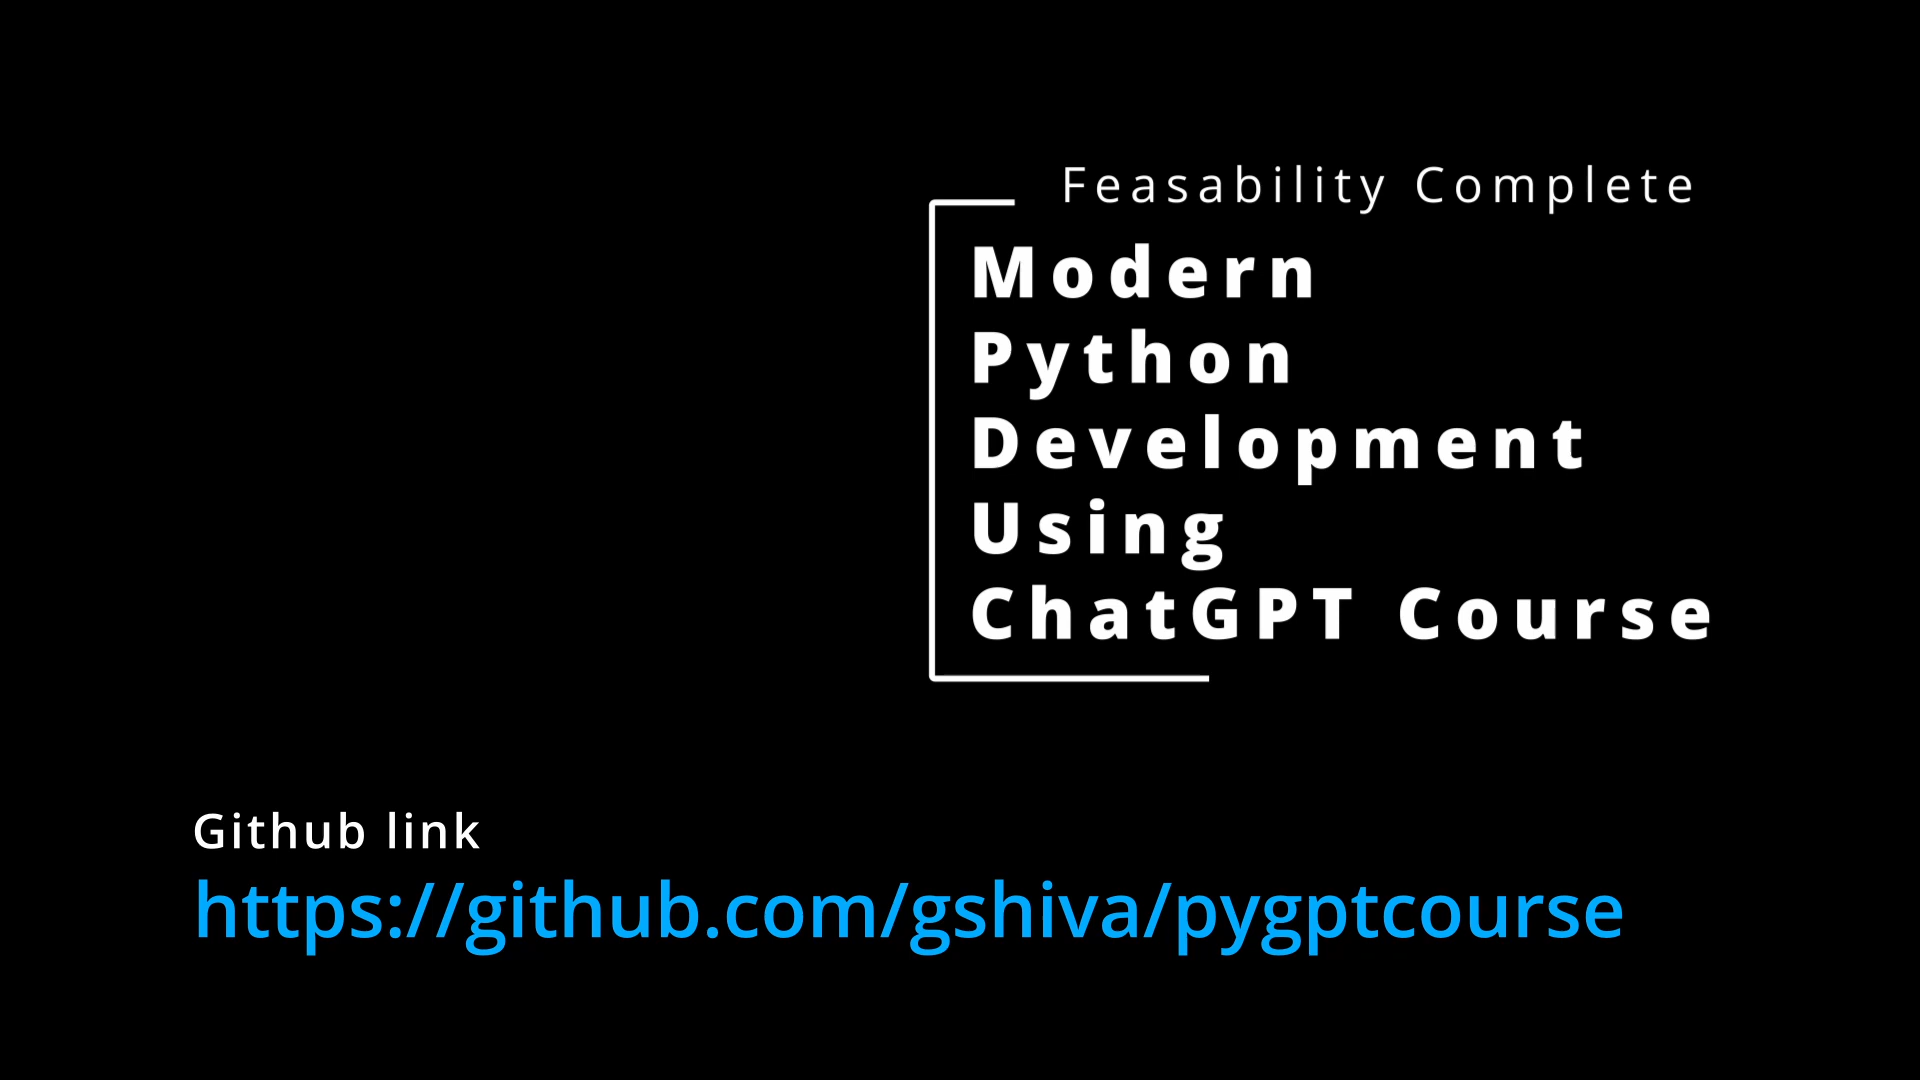 Feasability Complete
Modern
Python
Development
Using
ChatGPT Course
Github link
https://github.com/gshiva/pygptcourse